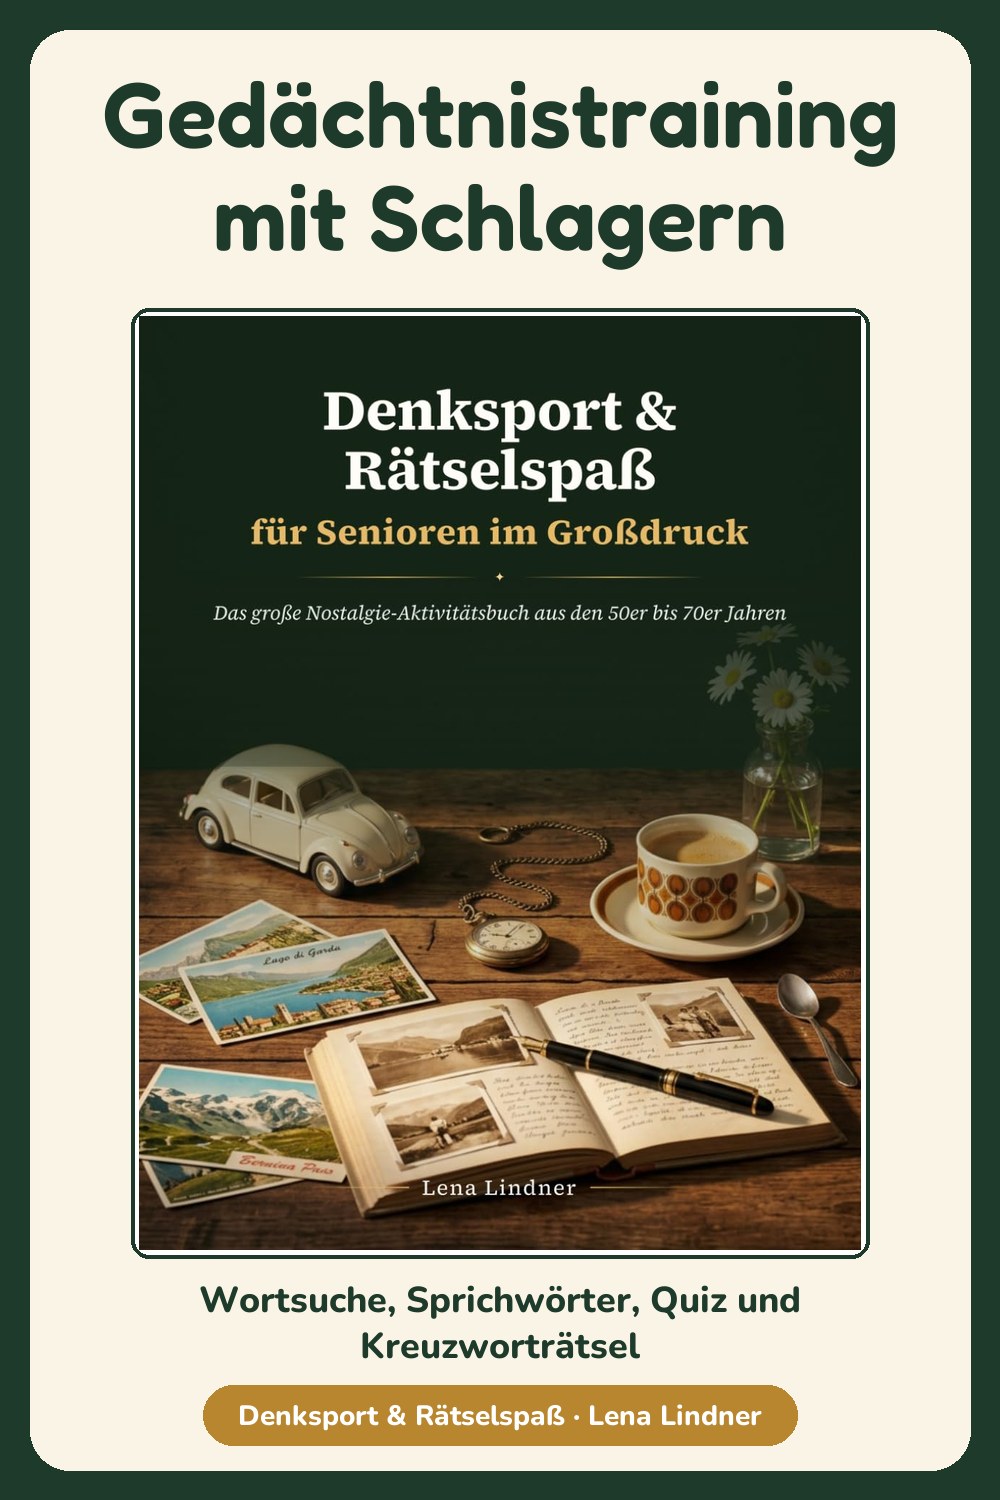 Gedächtnistraining
mit Schlagern
Denksport &
Rätselspaß
für Senioren im Großdruck
Das große Nostalgie-Aktivitätsbuch aus den 50er bis 70er Jahren
Lago di Garda
Bernina Pass
Lena Lindner
Wortsuche, Sprichwörter, Quiz und
Kreuzworträtsel
Denksport & Rätselspaß · Lena Lindner